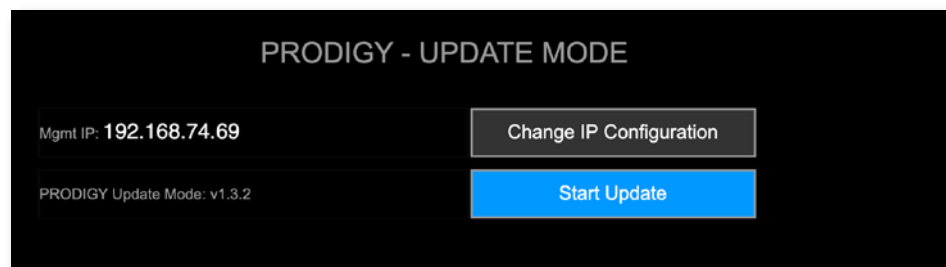 PRODIGY - UPDATE MODE
Mgmt IP: 192.168.74.69
Change IP Configuration
PRODIGY Update Mode: v1.3.2
Start Update